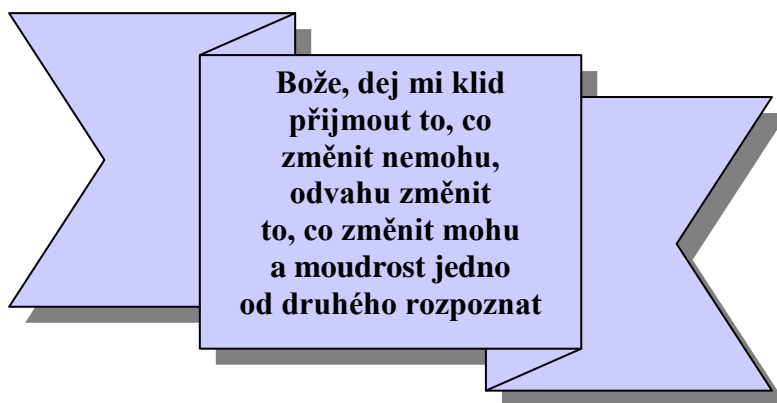 Bože, dej mi klid
přijmout to, co
změnit nemohu,
odvahu změnit
to, co změnit mohu
a moudrost jedno
od druhého rozpoznat